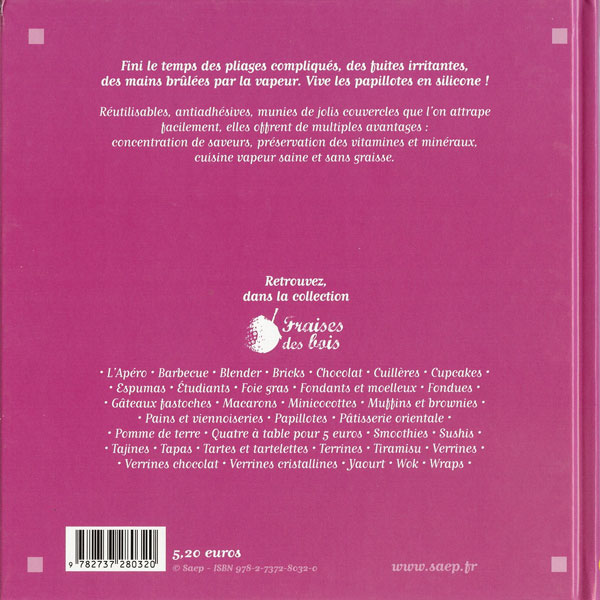 Fini le temps des pliages compliqués, des fuites irritantes,
des mains brûlées par la vapeur. Vive les papillotes en silicone !
Réutilisables, antiadhésives, munies de jolis couvercles que l'on attrape
facilement, elles offrent de multiples avantages :
concentration de saveurs, préservation des vitamines et minéraux,
cuisine vapeur saine et sans graisse.
Retrouvez,
dans la collection
Fraises
des bois
• L'Apéro • Barbecue • Blender • Bricks • Chocolat • Cuillères • Cupcakes •
• Espumas • Étudiants • Foie gras • Fondants et moelleux • Fondues •
• Gâteaux fastoches • Macarons • Minicocottes • Muffins et brownies •
• Pains et viennoiseries • Papillotes • Pâtisserie orientale •
• Pomme de terre • Quatre à table pour 5 euros • Smoothies • Sushis •
• Tajines • Tapas • Tartes et tartelettes • Terrines • Tiramisu • Verrines •
• Verrines chocolat • Verrines cristallines • Yaourt • Wok • Wraps •
9 782737 280320
5,20 euros
© Saep - ISBN 978-2-7372-8032-0
www.saep.fr